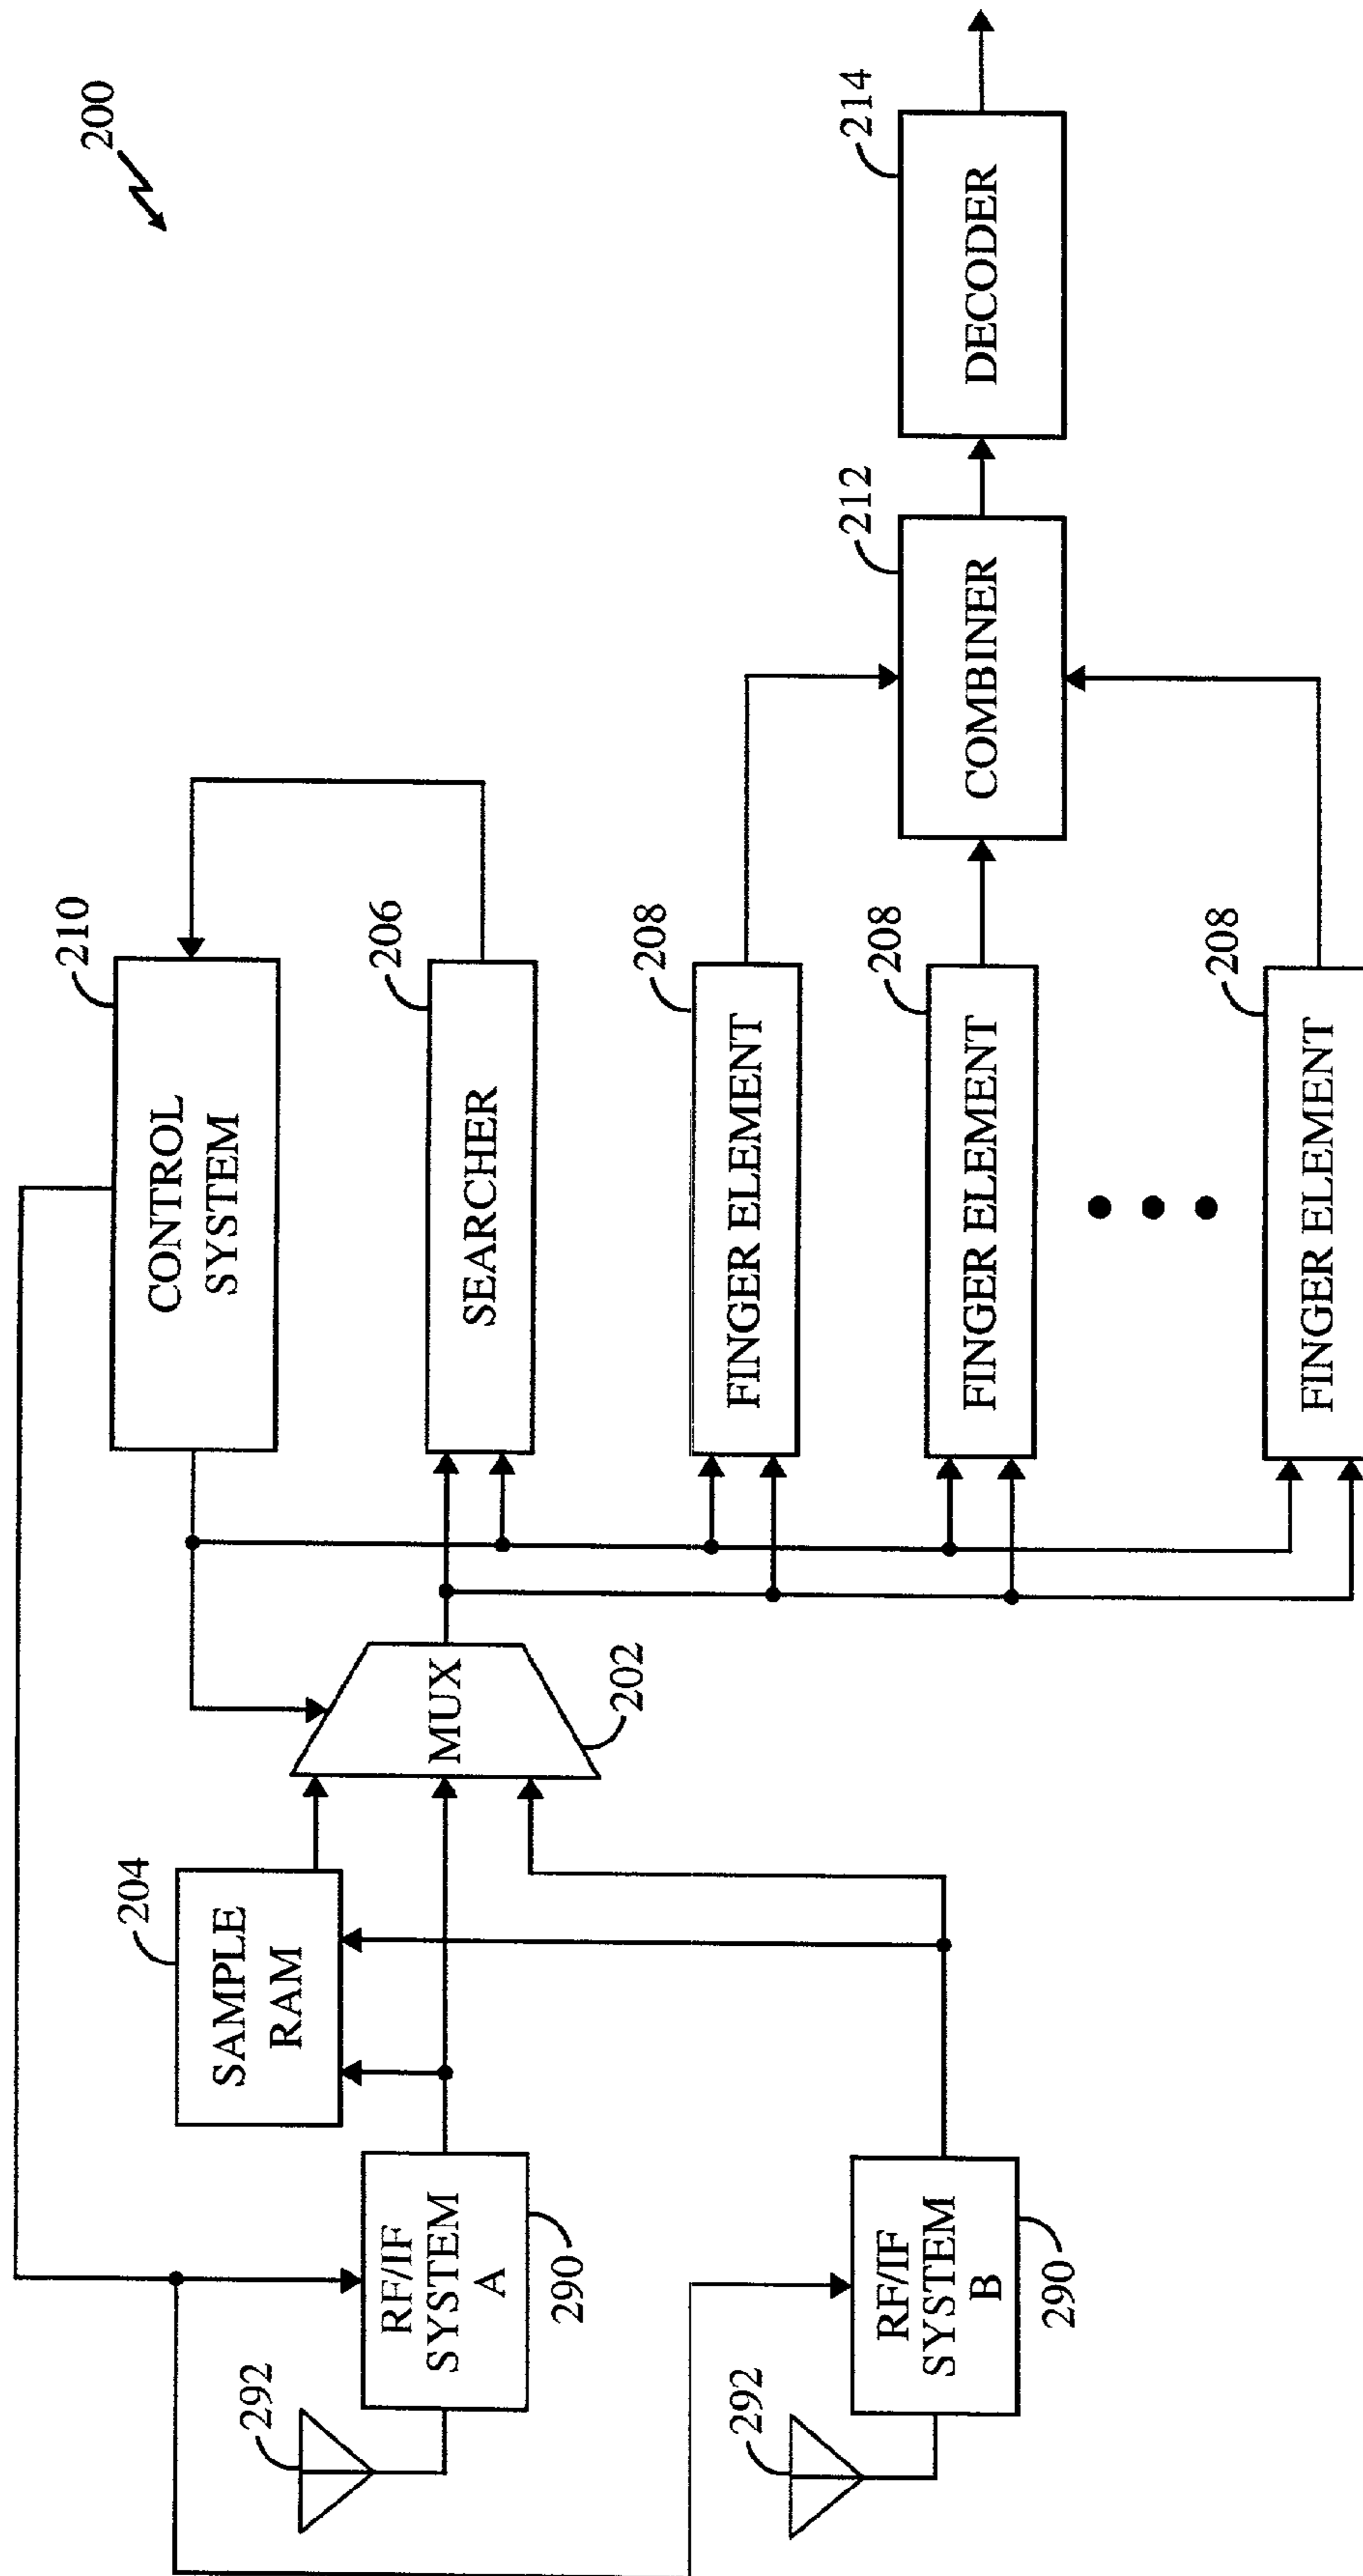 200
210
CONTROL
SYSTEM
204
SAMPLE
RAM
206
SEARCHER
292
RF/IF
SYSTEM
A
290
MUX
202
208
FINGER ELEMENT
212
COMBINER
214
DECODER
208
FINGER ELEMENT
292
RF/IF
SYSTEM
B
290
208
FINGER ELEMENT